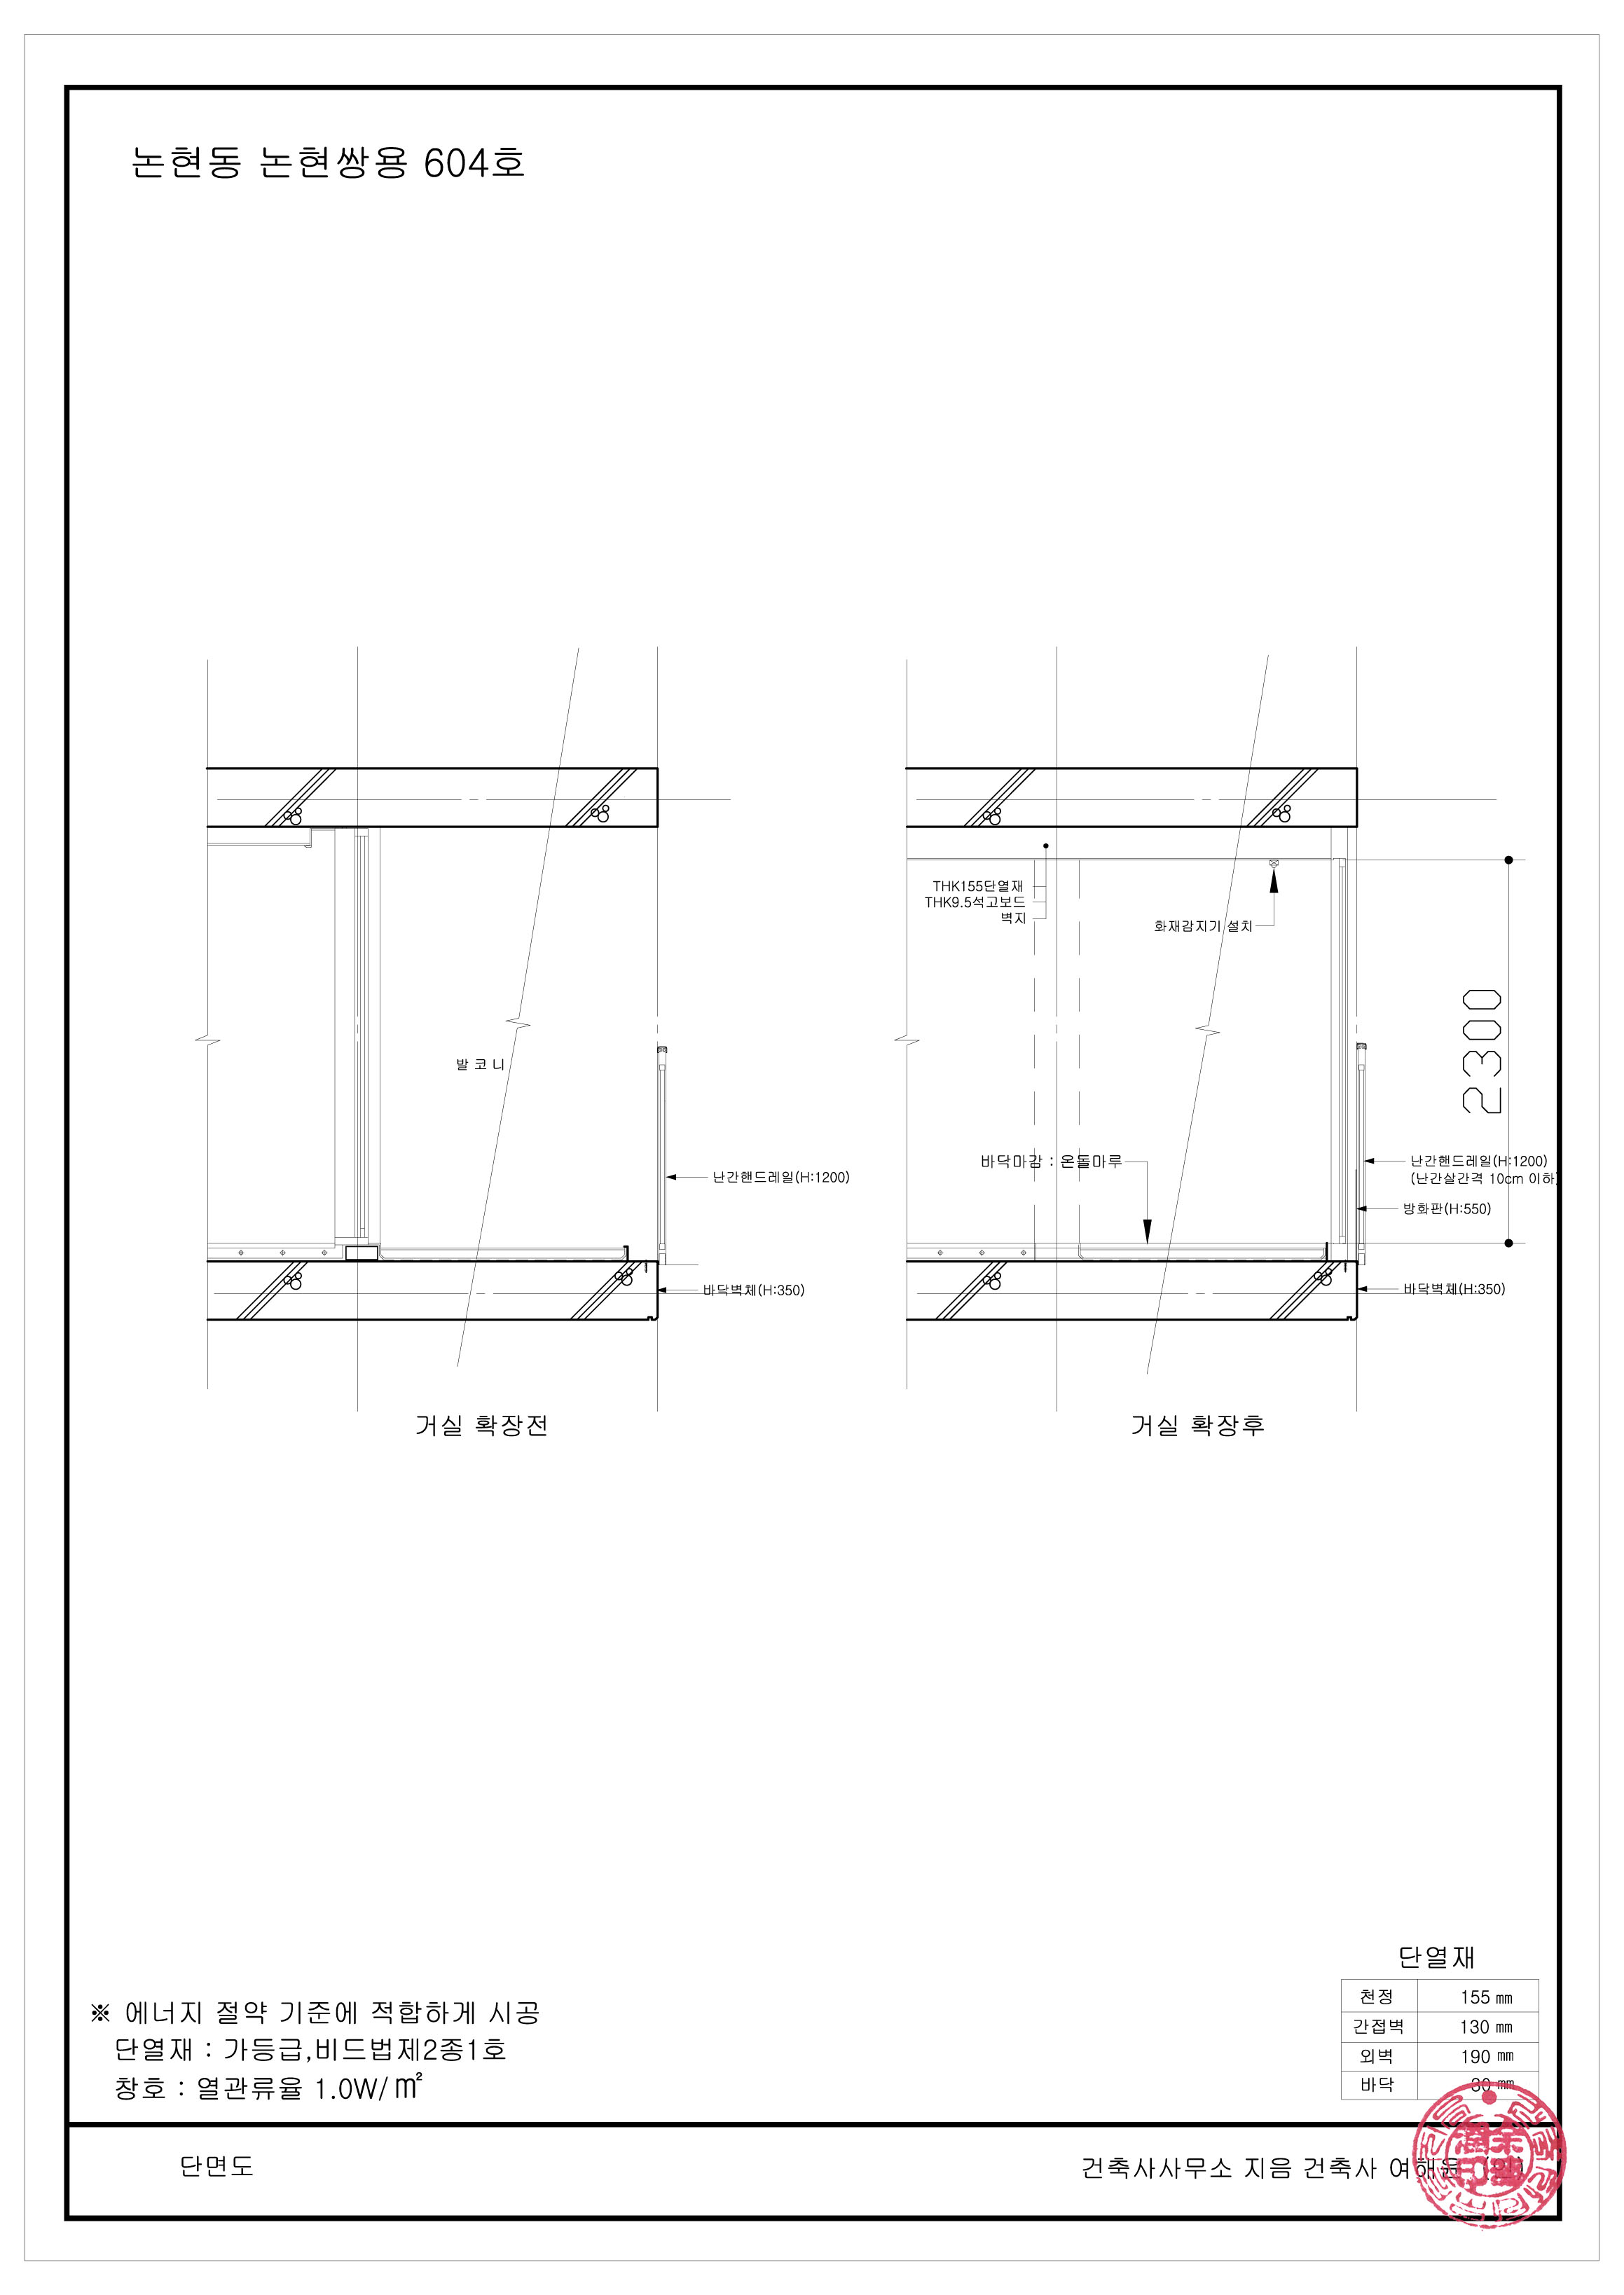 논현동 논현쌍용 604호
THK155단열재
THK9.5석고보드
벽지
화재감지기 설치
2300
발 코 니
바닥마감 : 온돌마루
난간핸드레일(H:1200)
난간핸드레일(H:1200)
(난간살간격 10cm 이하)
방화판(H:550)
바닥벽체(H:350)
바닥벽체(H:350)
거실 확장전
거실 확장후
단열재
천정 155 ㎜
간접벽 130 ㎜
외벽 190 ㎜
바닥 30 ㎜
※ 에너지 절약 기준에 적합하게 시공
단열재 : 가등급,비드법제2종1호
창호 : 열관류율 1.0W/㎡
단면도
건축사사무소 지음 건축사 여해윤 (인)